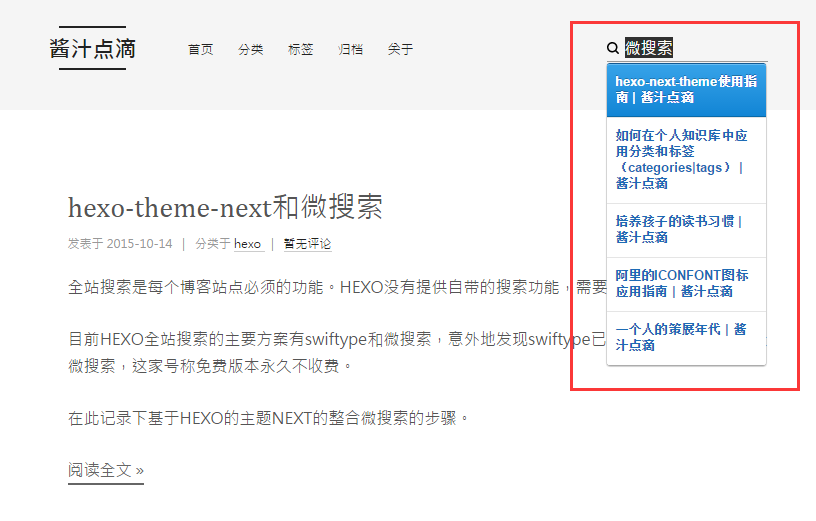 酱汁点滴
首页 分类 标签 归档 关于
微搜索
hexo-next-theme使用指
南 | 酱汁点滴
如何在个人知识库中应
用分类和标签
（categories|tags） |
酱汁点滴
培养孩子的读书习惯 |
酱汁点滴
阿里的ICONFONT图标
应用指南 | 酱汁点滴
一个人的策展年代 | 酱
汁点滴
hexo-theme-next和微搜索
发表于 2015-10-14 | 分类于 hexo | 暂无评论
全站搜索是每个博客站点必须的功能。HEXO没有提供自带的搜索功能，需要
目前HEXO全站搜索的主要方案有swiftype和微搜索，意外地发现swiftype已
微搜索，这家号称免费版本永久不收费。
在此记录下基于HEXO的主题NEXT的整合微搜索的步骤。
阅读全文 »